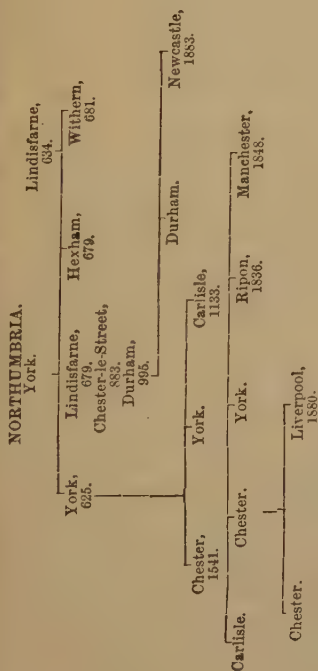 NORTHUMBRIA.
York.
Lindisfarne,
634.
York,
625.
Lindisfarne,
679.
Chester-le-Street,
883.
Durham,
995.
Hexham,
679.
Withern,
681.
Durham.
Newcastle,
1883.
Chester,
1541.
York.
Carlisle,
1133.
Carlisle.
Chester.
York.
Ripon,
1836.
Manchester,
1848.
Chester.
Liverpool,
1880.